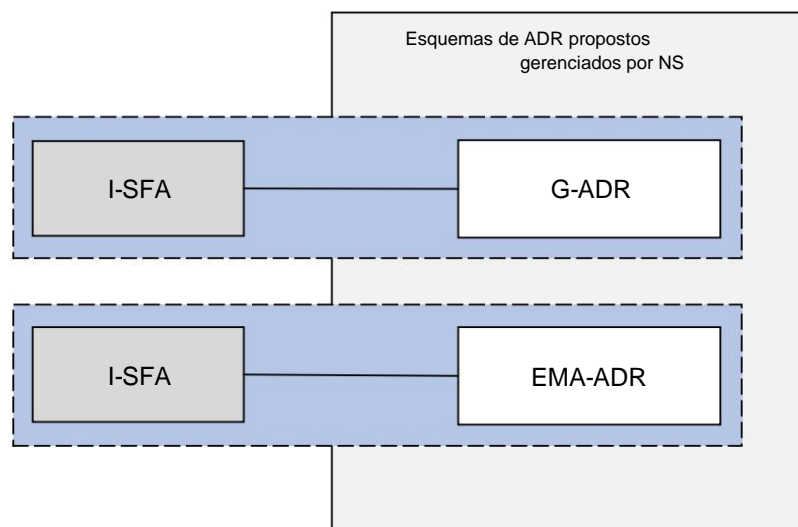 Esquemas de ADR propostos
gerenciados por NS
I-SFA
G-ADR
I-SFA
EMA-ADR